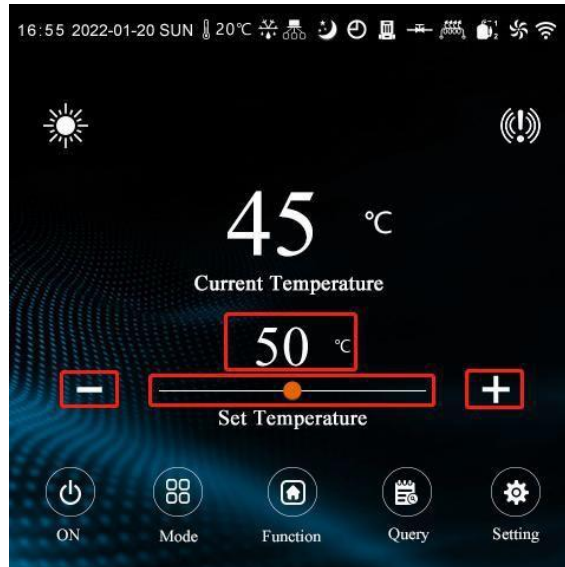 16:55 2022-01-20 SUN 20℃
45 ℃
Current Temperature
50 ℃
Set Temperature
ON Mode Function Query Setting